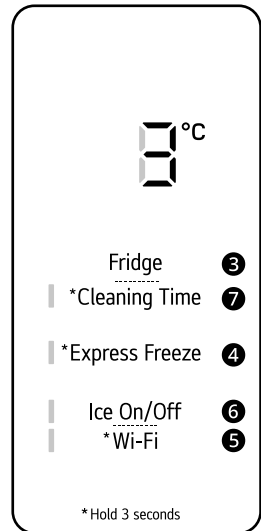 3 °C
Fridge 3
*Cleaning Time 7
*Express Freeze 4
Ice On/Off 6
*Wi-Fi 5
*Hold 3 seconds